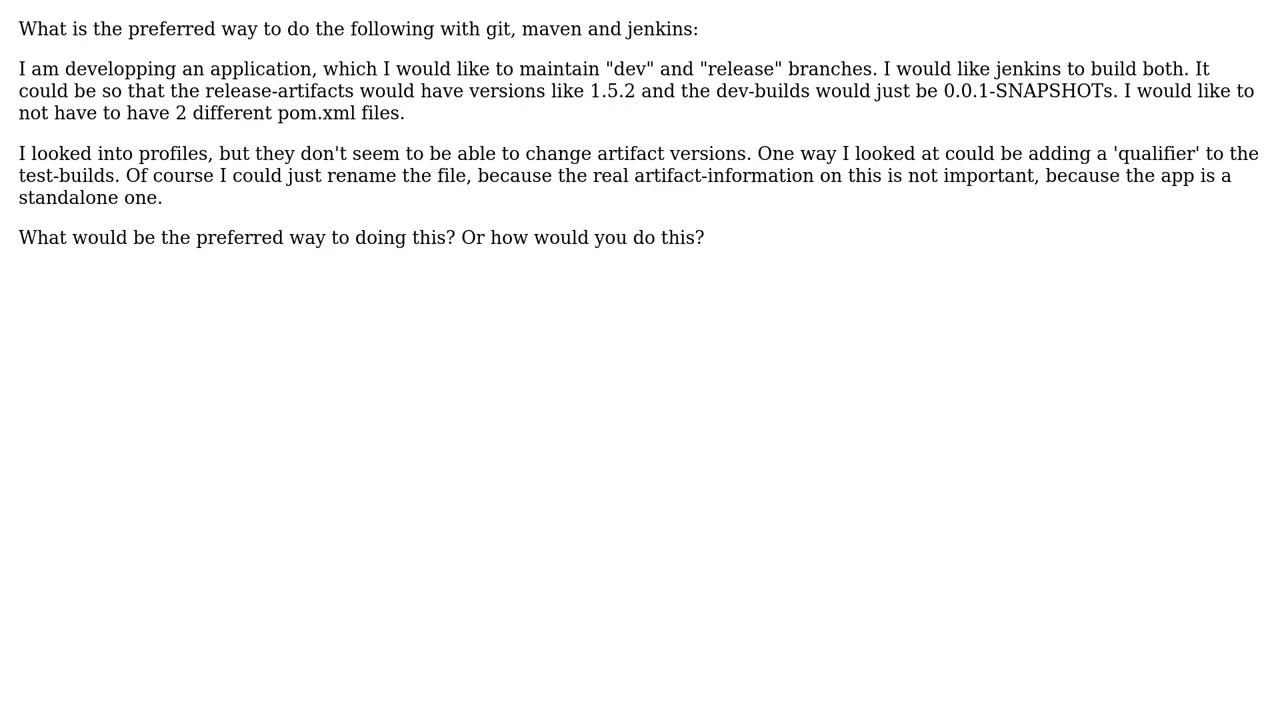 What is the preferred way to do the following with git, maven and jenkins:
I am developping an application, which I would like to maintain "dev" and "release" branches. I would like jenkins to build both. It
could be so that the release-artifacts would have versions like 1.5.2 and the dev-builds would just be 0.0.1-SNAPSHOTs. I would like to
not have to have 2 different pom.xml files.
I looked into profiles, but they don't seem to be able to change artifact versions. One way I looked at could be adding a 'qualifier' to the
test-builds. Of course I could just rename the file, because the real artifact-information on this is not important, because the app is a
standalone one.
What would be the preferred way to doing this? Or how would you do this?